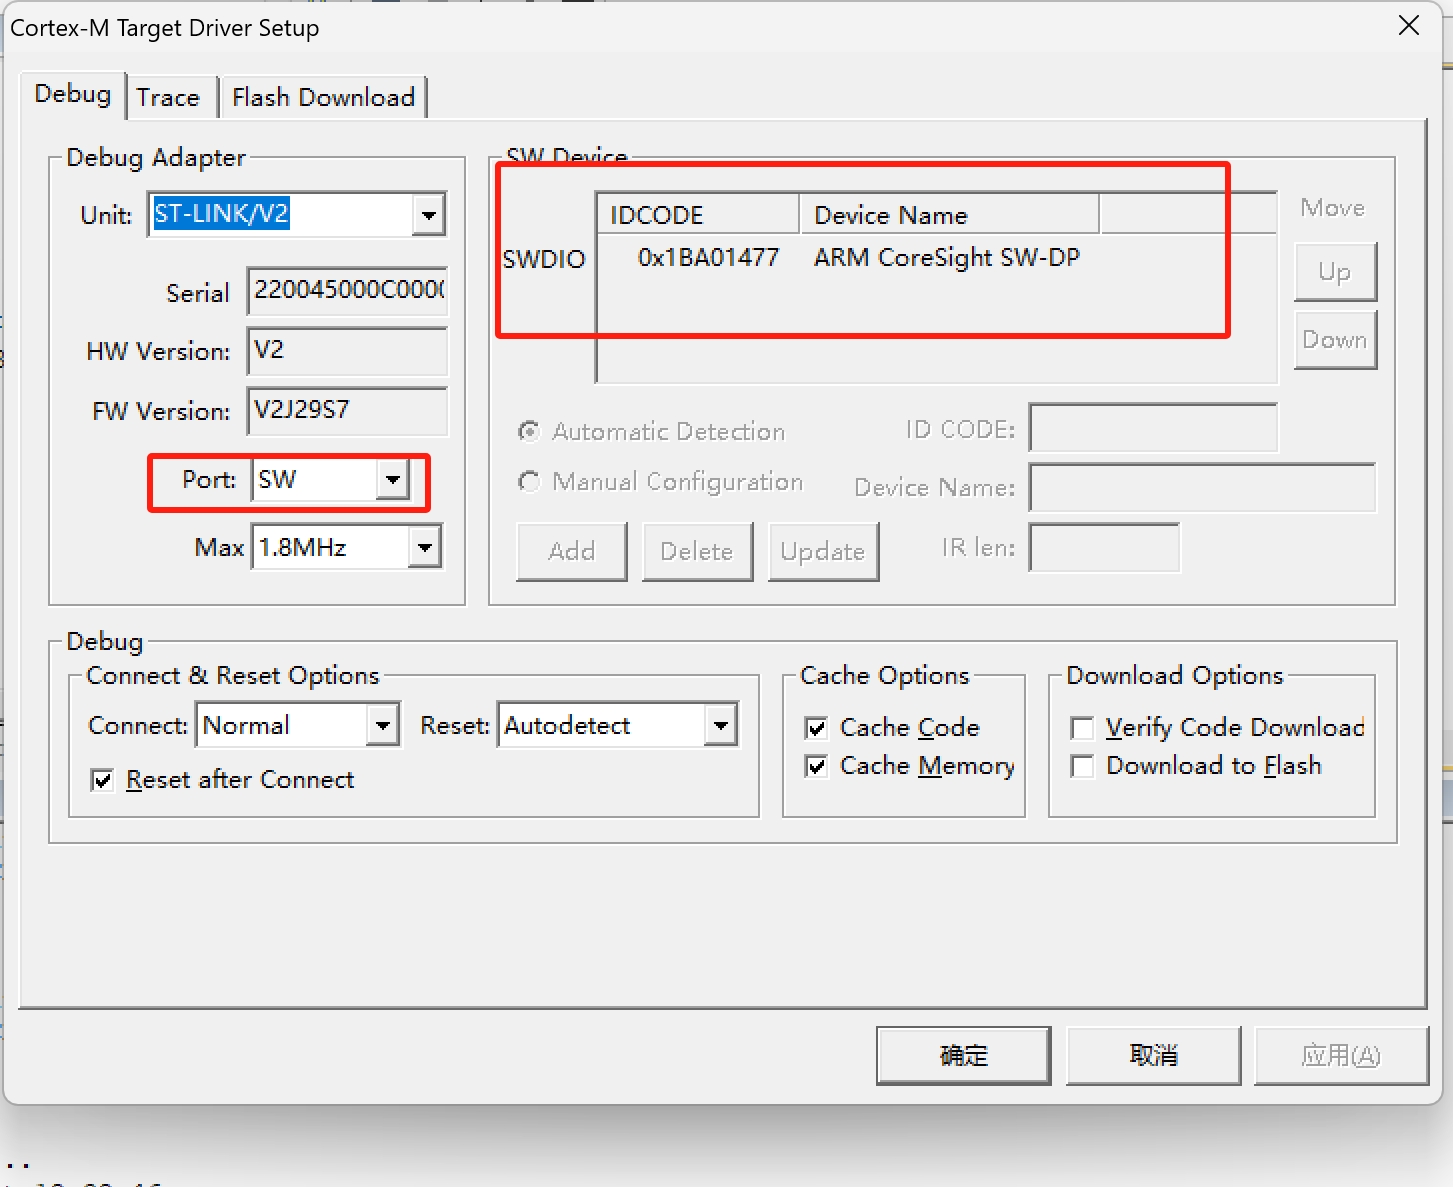 Cortex-M Target Driver Setup
Debug
Trace
Flash Download
Debug Adapter
Unit: ST-LINK/V2
Serial 220045000C000
HW Version: V2
FW Version: V2J29S7
Port: SW
Max 1.8MHz
SW Device
IDCODE Device Name
SWDIO 0x1BA01477 ARM CoreSight SW-DP
Move
Up
Down
Automatic Detection
Manual Configuration
ID CODE:
Device Name:
Add Delete Update
IR len:
Debug
Connect & Reset Options
Connect: Normal Reset: Autodetect
Reset after Connect
Cache Options
Cache Code
Cache Memory
Download Options
Verify Code Download
Download to Flash
确定 取消 应用(A)